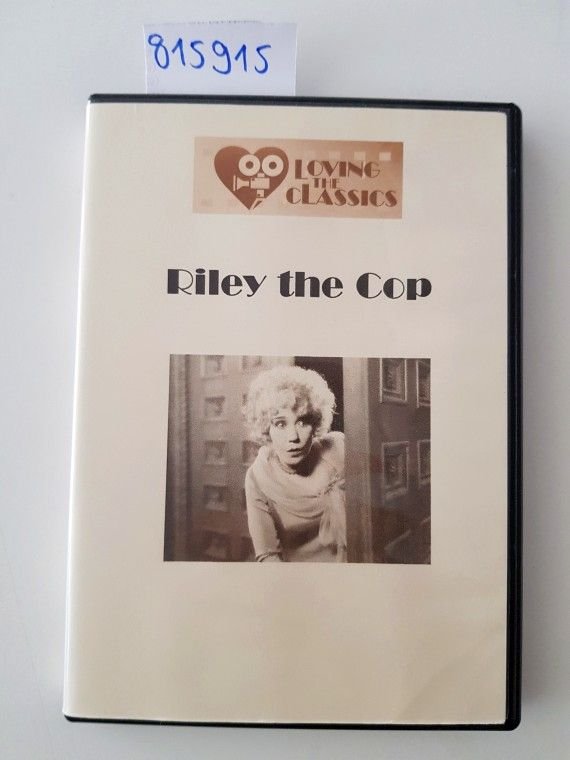 815915
LOVING
THE
CLASSICS
Riley the Cop